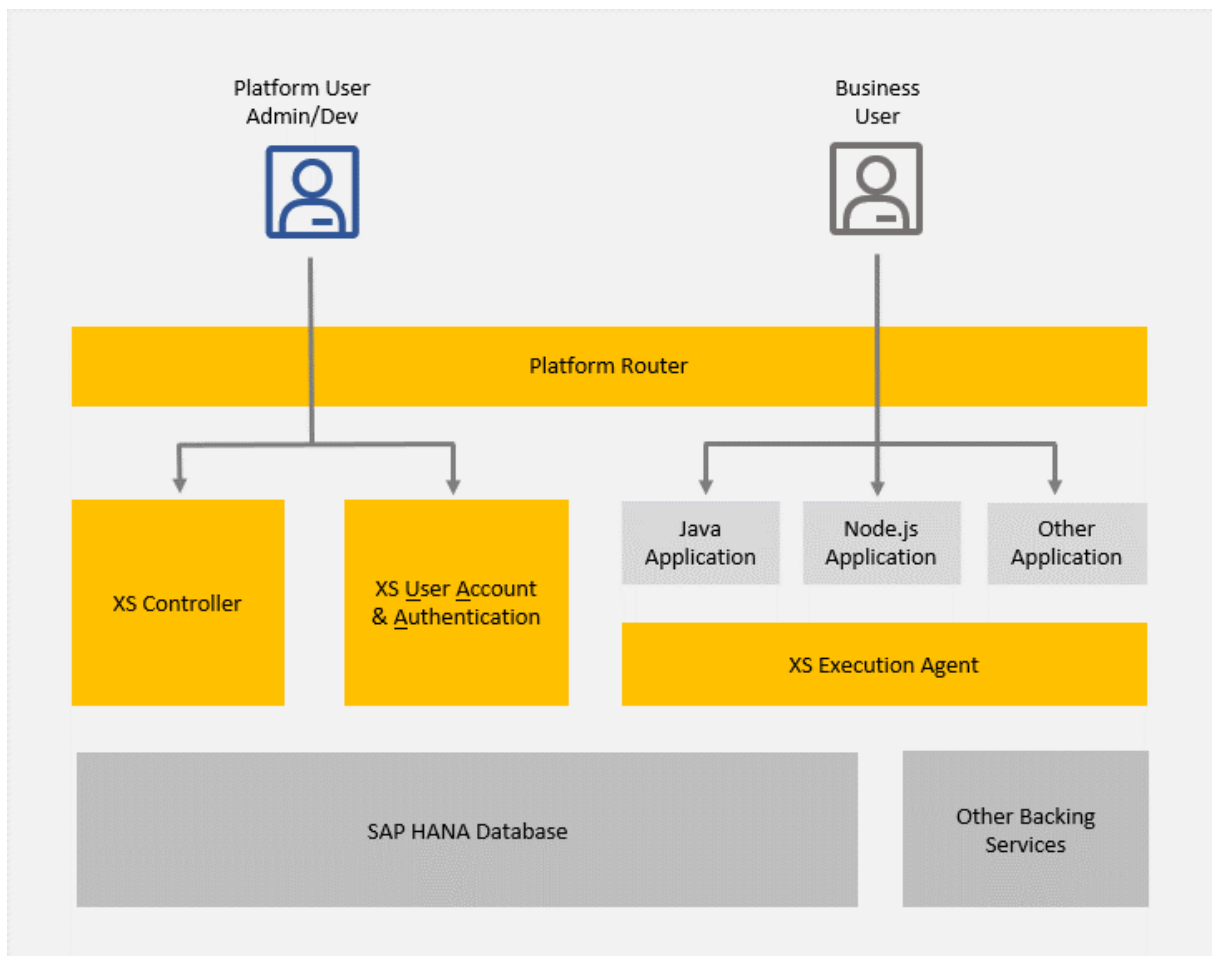 Platform User
Admin/Dev
Business
User
Platform Router
XS Controller
XS User Account
& Authentication
Java
Application
Node.js
Application
Other
Application
XS Execution Agent
SAP HANA Database
Other Backing
Services